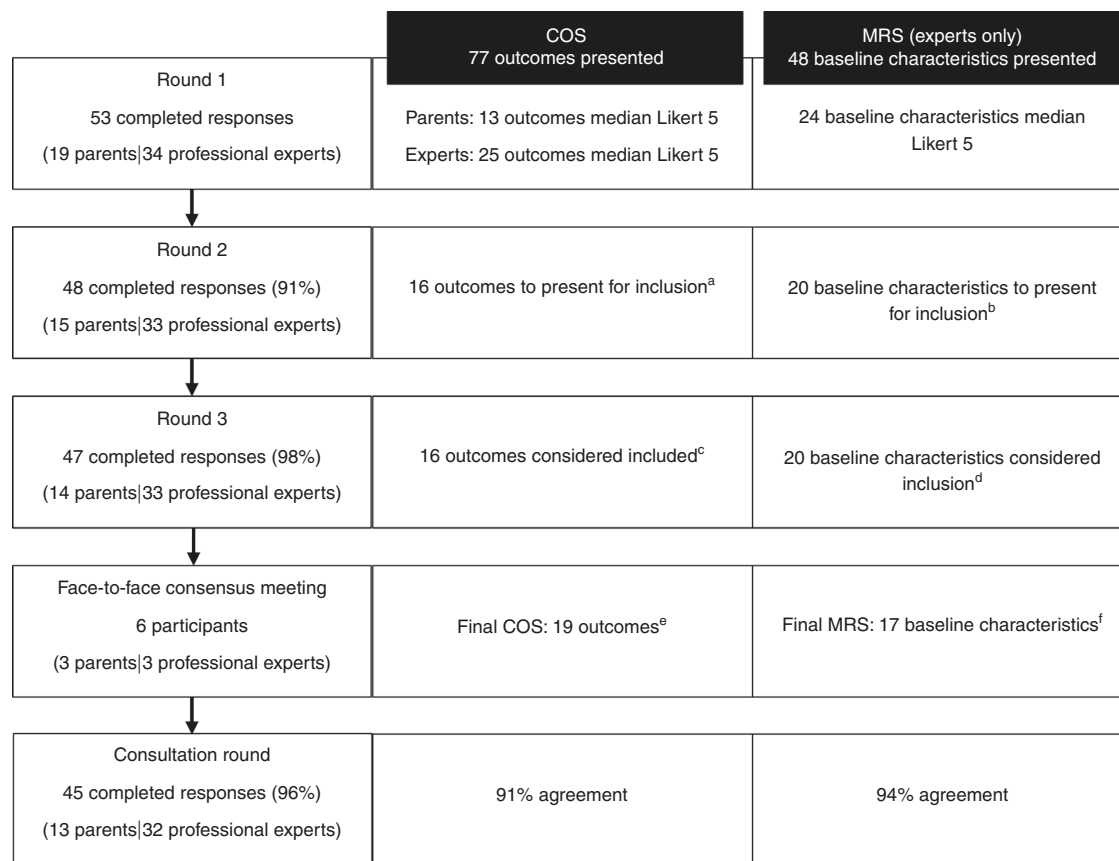 COS
77 outcomes presented
MRS (experts only)
48 baseline characteristics presented
Round 1
53 completed responses
(19 parents|34 professional experts)
Parents: 13 outcomes median Likert 5
Experts: 25 outcomes median Likert 5
24 baseline characteristics median
Likert 5
Round 2
48 completed responses (91%)
(15 parents|33 professional experts)
16 outcomes to present for inclusionᵃ
20 baseline characteristics to present
for inclusionᵇ
Round 3
47 completed responses (98%)
(14 parents|33 professional experts)
16 outcomes considered includedᶜ
20 baseline characteristics considered
inclusionᵈ
Face-to-face consensus meeting
6 participants
(3 parents|3 professional experts)
Final COS: 19 outcomesᵉ
Final MRS: 17 baseline characteristicsᶠ
Consultation round
45 completed responses (96%)
(13 parents|32 professional experts)
91% agreement
94% agreement